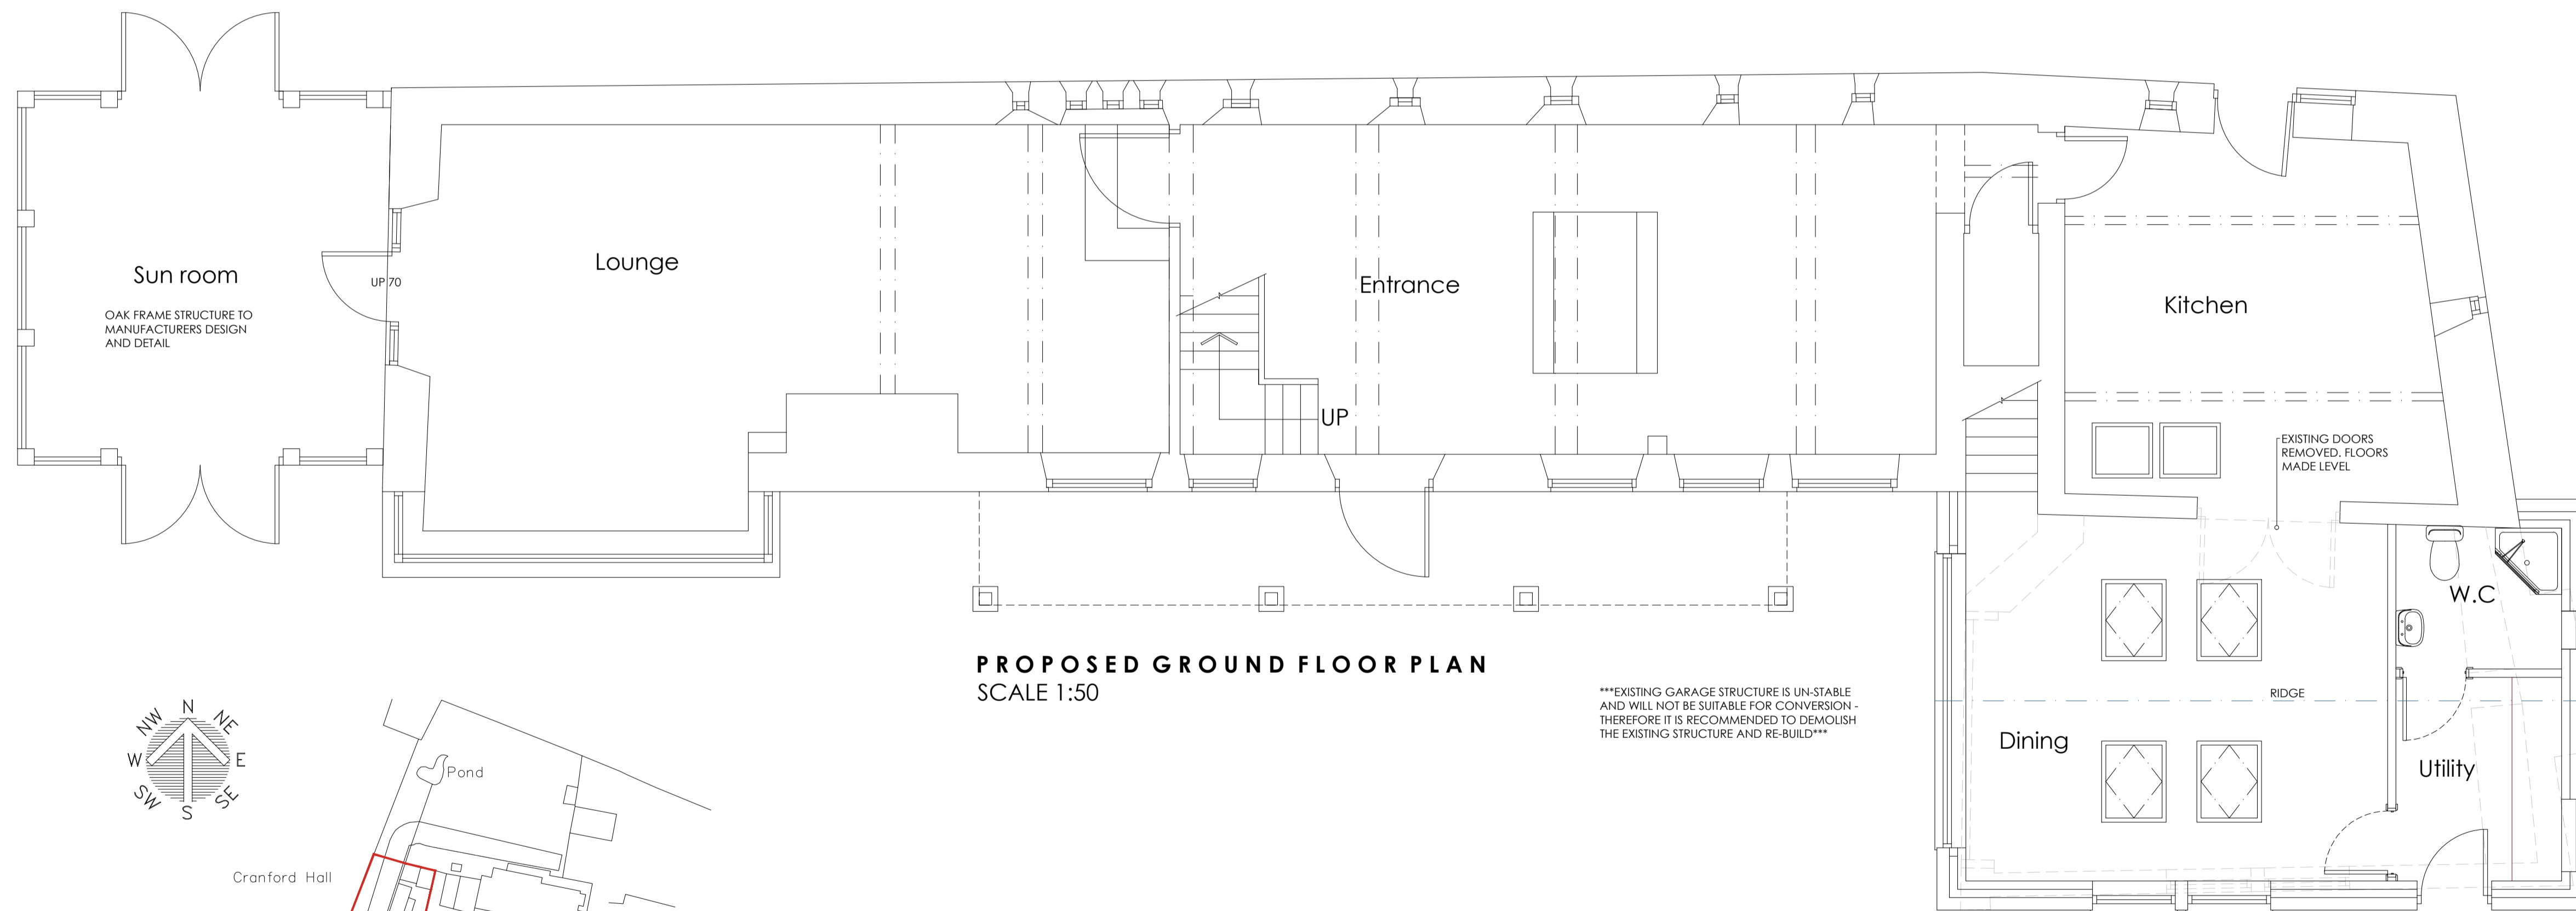 Sun room
OAK FRAME STRUCTURE TO
MANUFACTURERS DESIGN
AND DETAIL
UP 70
Lounge
Entrance
UP
Kitchen
EXISTING DOORS
REMOVED. FLOORS
MADE LEVEL
W.C
RIDGE
Dining
Utility
PROPOSED GROUND FLOOR PLAN
SCALE 1:50
***EXISTING GARAGE STRUCTURE IS UN-STABLE
AND WILL NOT BE SUITABLE FOR CONVERSION -
THEREFORE IT IS RECOMMENDED TO DEMOLISH
THE EXISTING STRUCTURE AND RE-BUILD***
N
NW
NE
W
E
SW
SE
S
Pond
Cranford Hall